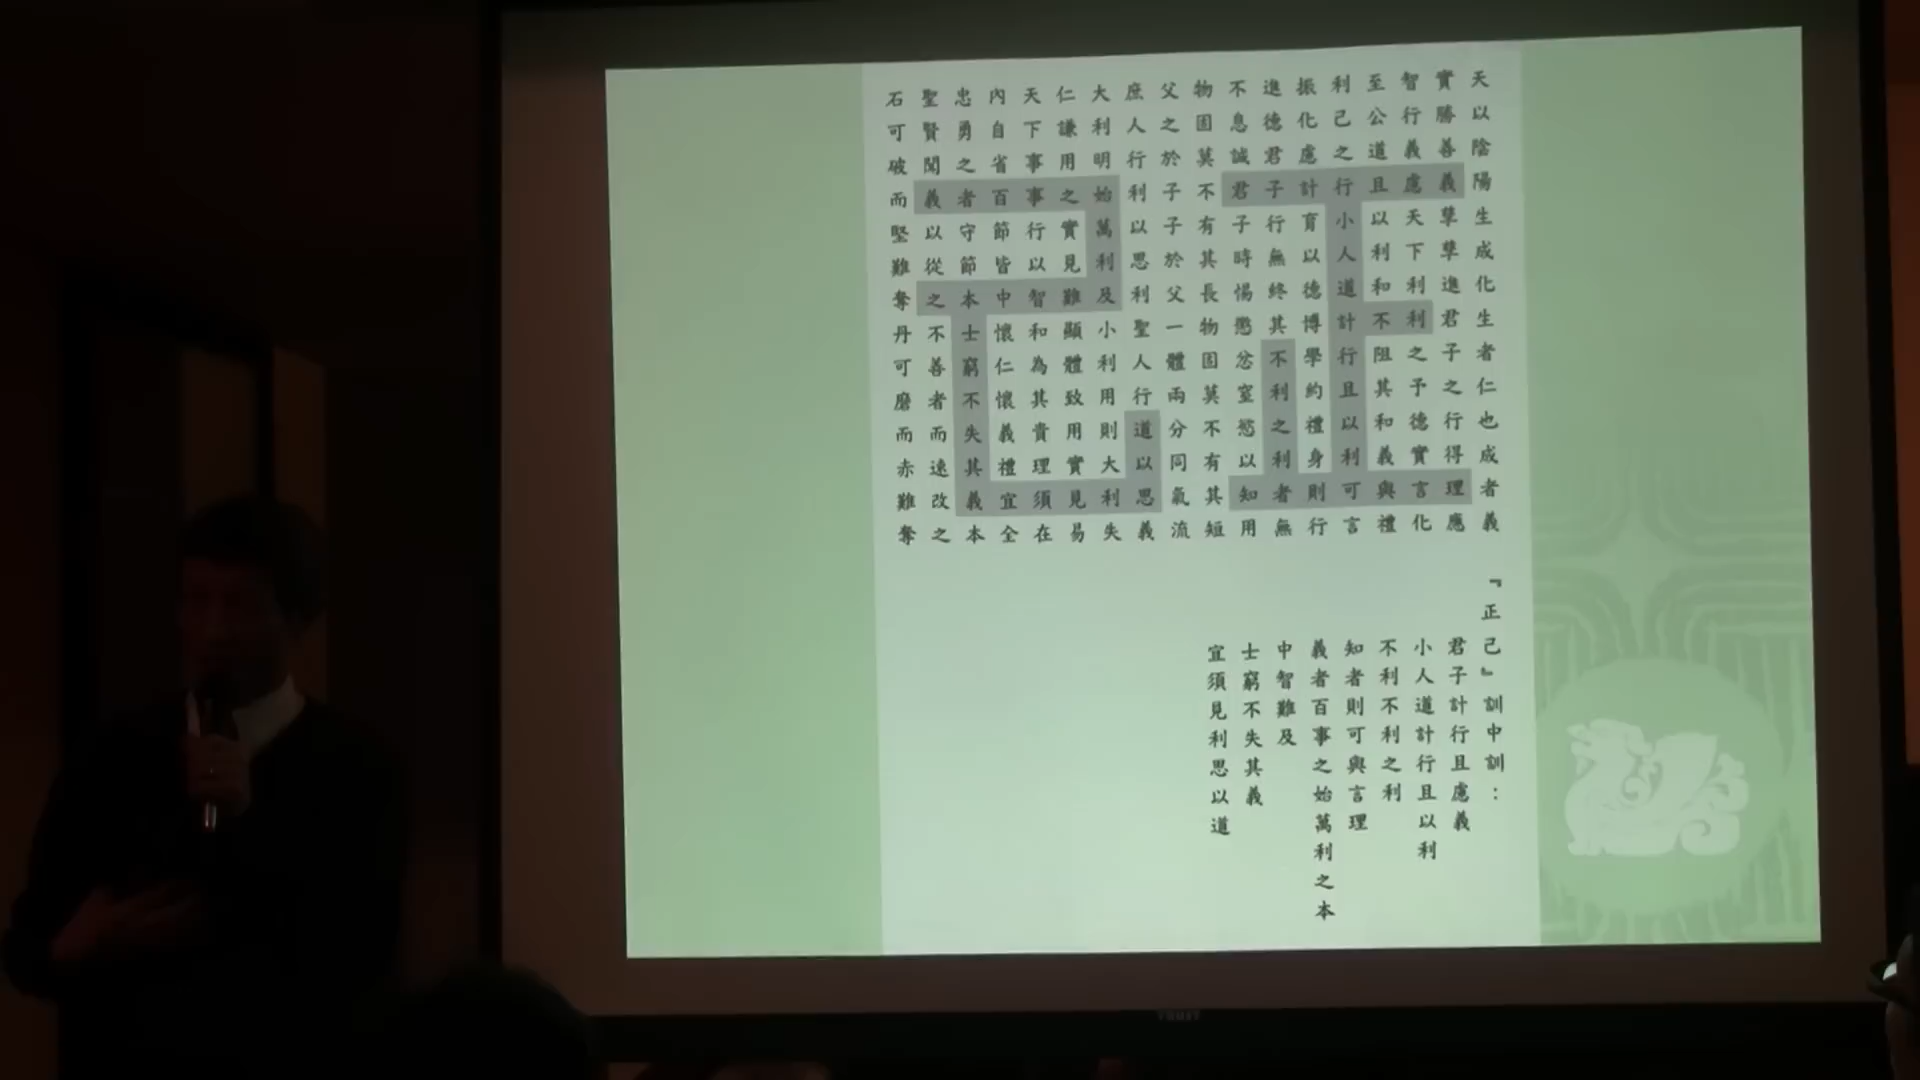 天以陰陽生成化生者仁也成者義
實勝善義孳孳進君子之行得理應
智行義慮天下利利之予德實言化
至公道且以利和不阻其和義與禮
利己之行小人道計行且以利可言
振化慮計育以德博學約禮身則行
進德君子行無終其不利之利者無
不息誠君子時惕懲忿窒慾以知用
物固莫不有其長物固莫不有其短
父之於子子於父一體兩分同氣流
庶人行利以思利聖人行道以思義
大利明始萬利及小利用則大利失
仁謙用之實見難顯體致用實見易
天下事事行以智和為其貴理須在
內自省百節皆中懷仁懷義禮宜全
忠勇之者守節本士窮不失其義本
聖賢聞義以從之不善者而速改之
石可破而堅難奪丹可磨而赤難奪
『正己』訓中訓：
君子計行且慮義
小人道計行且以利
不利不利之利
知者則可與言理
義者百事之始萬利之本
中智難及
士窮不失其義
宜須見利思以道